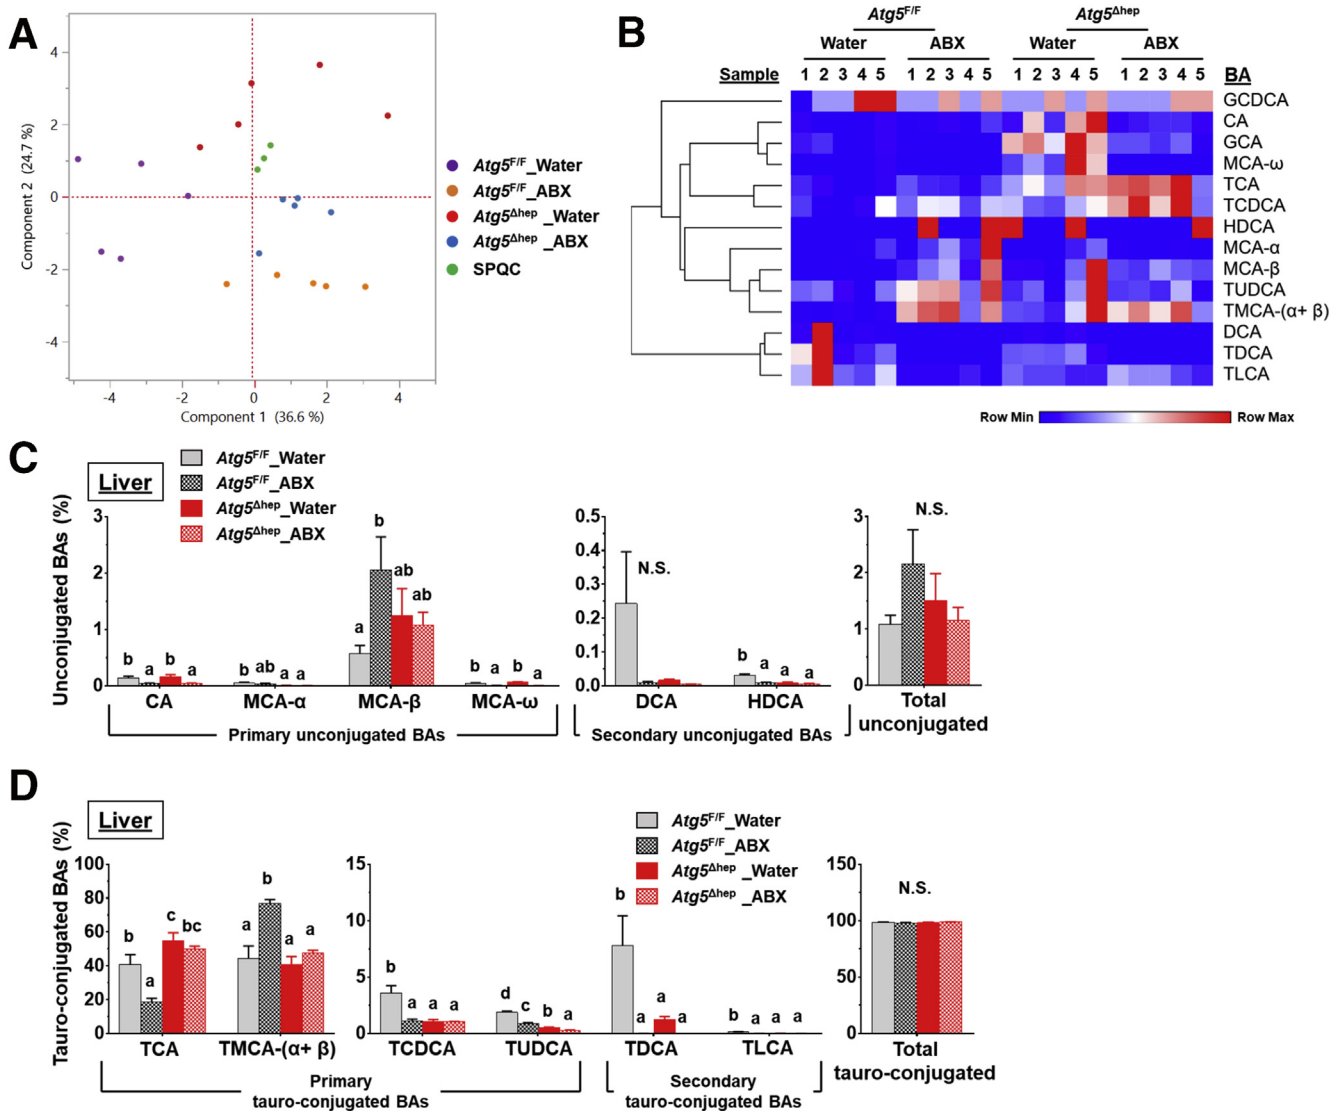 A
Component 2 (24.7 %)
4
2
0
-2
-4
-4 -2 0 2 4
Component 1 (36.6 %)
Atg5F/F_Water
Atg5F/F_ABX
Atg5Δhep_Water
Atg5Δhep _ABX
SPQC
B
Atg5F/F Atg5Δhep
Water ABX Water ABX
Sample 1 2 3 4 5 1 2 3 4 5 1 2 3 4 5 1 2 3 4 5 BA
GCDCA
CA
GCA
MCA-ω
TCA
TCDCA
HDCA
MCA-α
MCA-β
TUDCA
TMCA-(α+ β)
DCA
TDCA
TLCA
Row Min Row Max
C
Liver
Atg5F/F_Water
Atg5F/F_ABX
Atg5Δhep_Water
Atg5Δhep_ABX
Unconjugated BAs (%)
3
2
1
0
b a b a
b ab a a
a b ab ab
b a b a
CA MCA-α MCA-β MCA-ω
Primary unconjugated BAs
0.5
0.4
0.3
0.2
0.1
0.0
N.S.
b a a a
DCA HDCA
Secondary unconjugated BAs
3
2
1
0
N.S.
Total
unconjugated
D
Liver
Atg5F/F_Water
Atg5F/F_ABX
Atg5Δhep _Water
Atg5Δhep _ABX
Tauro-conjugated BAs (%)
100
80
60
40
20
0
b a c bc
a b a a
TCA TMCA-(α+ β)
15
10
5
0
b a a a
d c b a
TCDCA TUDCA
Primary
tauro-conjugated BAs
b a a a
b a a a
TDCA TLCA
Secondary
tauro-conjugated BAs
150
100
50
0
N.S.
Total
tauro-conjugated